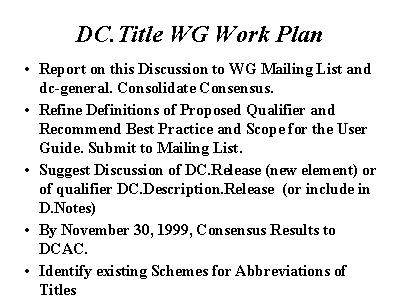 DC.Title WG Work Plan
• Report on this Discussion to WG Mailing List and
dc-general. Consolidate Consensus.
• Refine Definitions of Proposed Qualifier and
Recommend Best Practice and Scope for the User
Guide. Submit to Mailing List.
• Suggest Discussion of DC.Release (new element) or
of qualifier DC.Description.Release (or include in
D.Notes)
• By November 30, 1999, Consensus Results to
DCAC.
• Identify existing Schemes for Abbreviations of
Titles